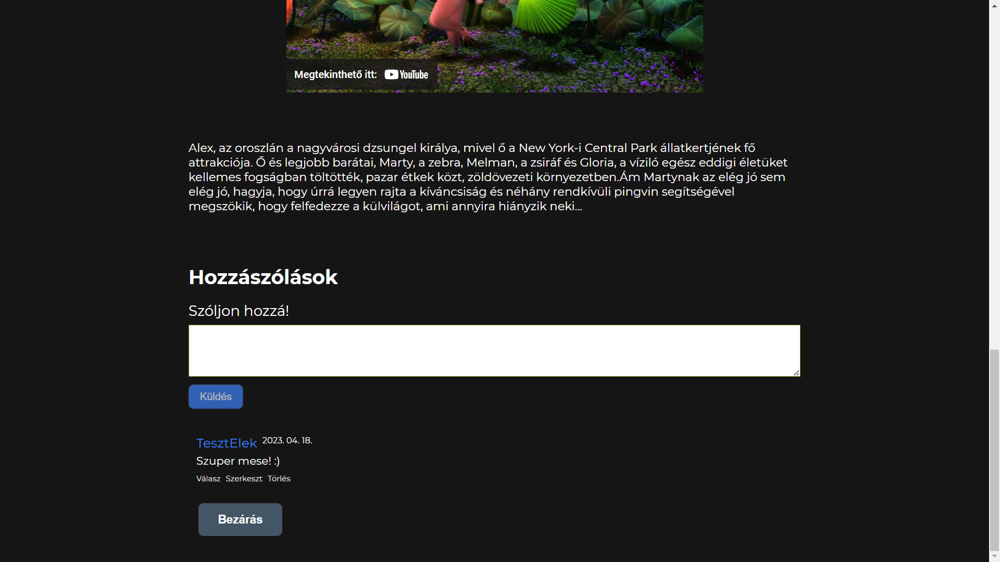 Megtekinthető itt: YouTube
Alex, az oroszlán a nagyvárosi dzsungel királya, mivel ő a New York-i Central Park állatkertjének fő
attrakciója. Ő és legjobb barátai, Marty, a zebra, Melman, a zsiráf és Gloria, a víziló egész eddigi életüket
kellemes fogságban töltötték, pazar étkek közt, zöldövezeti környezetben.Ám Martynak az elég jó sem
elég jó, hagyja, hogy úrrá legyen rajta a kíváncsiság és néhány rendkívüli pingvin segítségével
megszökik, hogy felfedezze a külvilágot, ami annyira hiányzik neki...
Hozzászólások
Szóljon hozzá!
Küldés
TesztElek 2023. 04. 18.
Szuper mese! :)
Válasz Szerkeszt Törlés
Bezárás